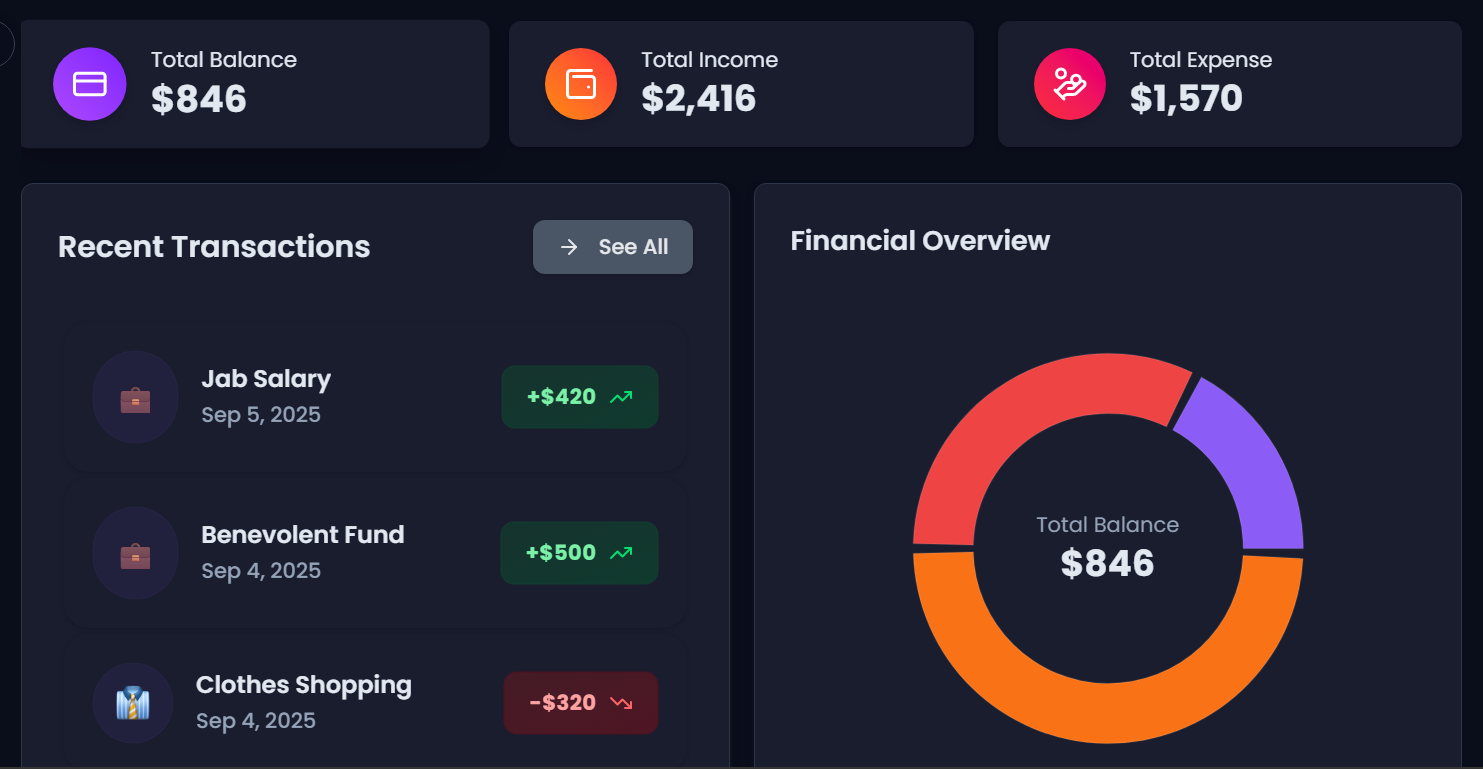 Total Balance
$846
Total Income
$2,416
Total Expense
$1,570
Recent Transactions
See All
Jab Salary
Sep 5, 2025
+$420
Benevolent Fund
Sep 4, 2025
+$500
Clothes Shopping
Sep 4, 2025
-$320
Financial Overview
Total Balance
$846